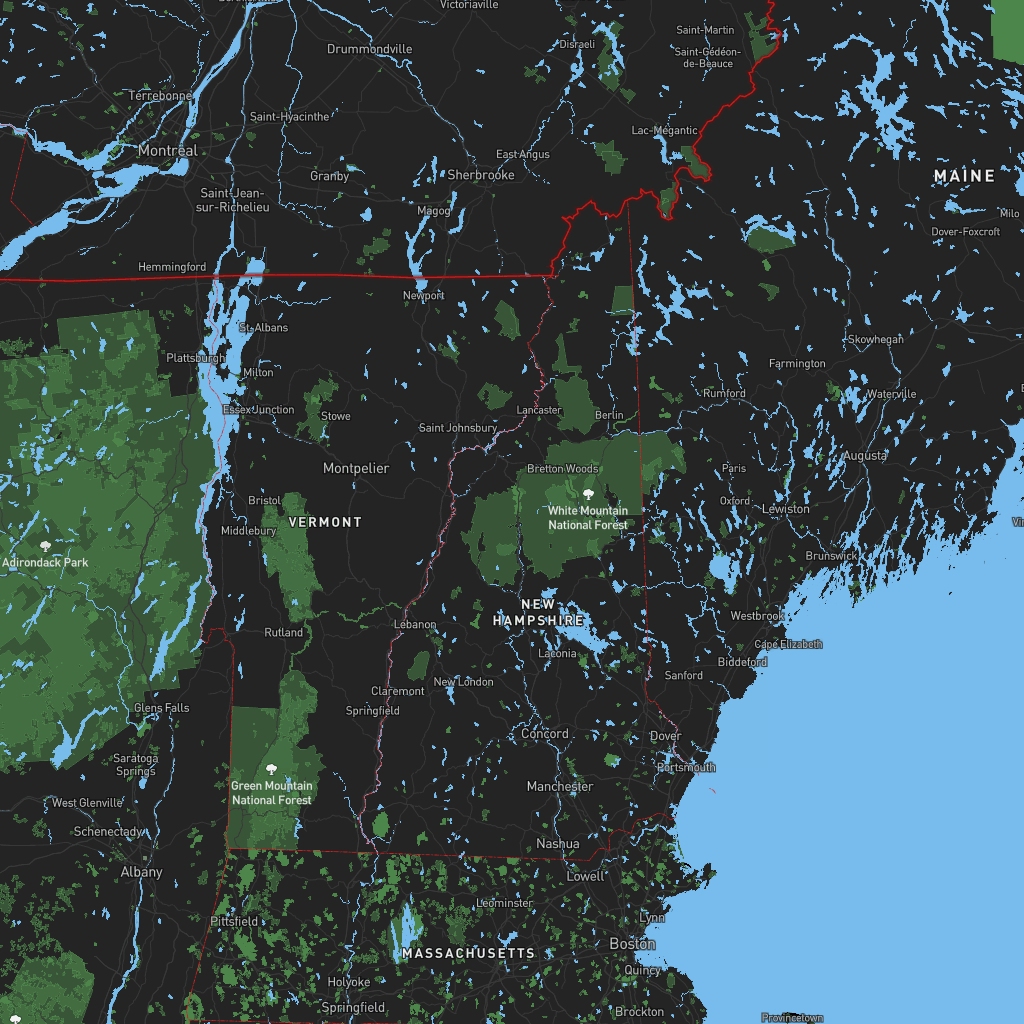 Victoriaville
Saint-Martin
Drummondville
Disraeli
Saint-Gédéon-
de-Beauce
Terrebonne
Saint-Hyacinthe
Lac-Mégantic
Montreal
East Angus
Granby
Sherbrooke
MAINE
Saint-Jean-
sur-Richelieu
Magog
Milo
Dover-Foxcroft
Hemmingford
Newport
St-Albans
Skowhegan
Plattsburgh
Farmington
Milton
Rumford
Waterville
Essex Junction
Stowe
Lancaster
Berlin
Saint Johnsbury
Augusta
Montpelier
Bretton Woods
Paris
Bristol
Oxford
White Mountain
National Forest
Lewiston
VERMONT
Middlebury
Brunswick
Adirondack Park
NEW
HAMPSHIRE
Westbrook
Lebanon
Rutland
Cape Elizabeth
Laconia
Biddeford
Sanford
New London
Claremont
Glens Falls
Springfield
Concord
Dover
Saratoga
Springs
Portsmouth
Green Mountain
National Forest
Manchester
West Glenville
Schenectady
Nashua
Albany
Lowell
Leominster
Pittsfield
Lynn
Boston
MASSACHUSETTS
Quincy
Holyoke
Springfield
Brockton
Provincetown